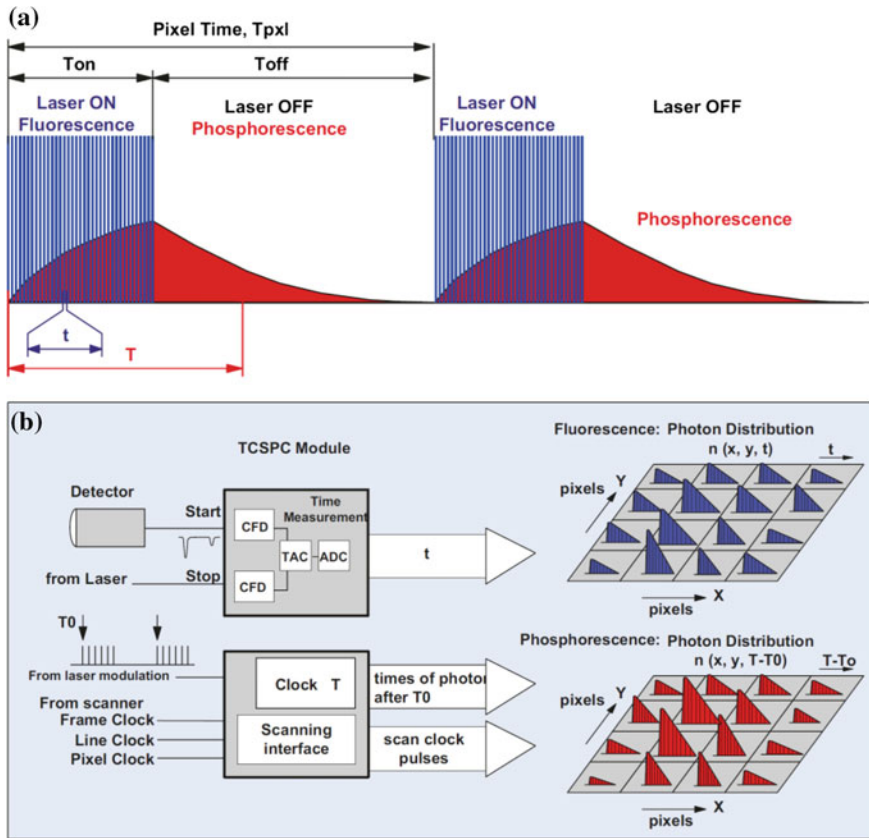 (a)
Pixel Time, Tpxl
Ton
Toff
Laser ON
Fluorescence
Laser OFF
Phosphorescence
Laser ON
Fluorescence
Laser OFF
Phosphorescence
t
T
(b)
TCSPC Module
Detector
Start
Time
Measurement
CFD
TAC
ADC
from Laser
Stop
CFD
t
T0
From laser modulation
From scanner
Frame Clock
Line Clock
Pixel Clock
Clock T
Scanning
interface
times of photon
after T0
scan clock
pulses
Fluorescence: Photon Distribution
n (x, y, t)
t
pixels
Y
X
pixels
Phosphorescence: Photon Distribution
n (x, y, T-T0)
T-To
pixels
Y
X
pixels